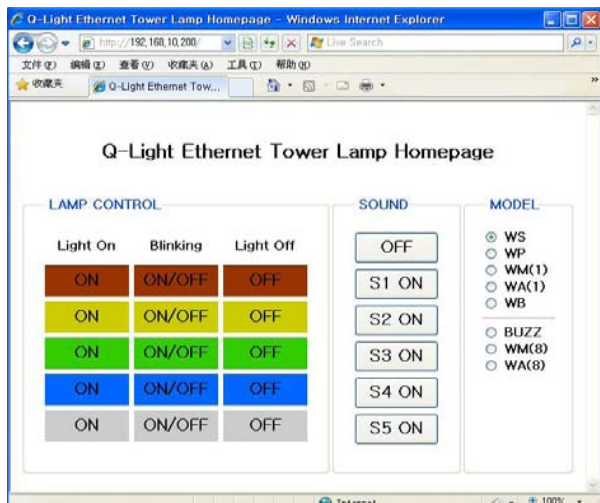 Q-Light Ethernet Tower Lamp Homepage - Windows Internet Explorer
http://192,168,10,200/
Live Search
文件(F) 编辑(E) 查看(V) 收藏夹(A) 工具(T) 帮助(H)
收藏夹 Q-Light Ethernet Tow...
Q-Light Ethernet Tower Lamp Homepage
LAMP CONTROL
Light On Blinking Light Off
ON ON/OFF OFF
ON ON/OFF OFF
ON ON/OFF OFF
ON ON/OFF OFF
ON ON/OFF OFF
SOUND
OFF
S1 ON
S2 ON
S3 ON
S4 ON
S5 ON
MODEL
WS
WP
WM(1)
WA(1)
WB
BUZZ
WM(8)
WA(8)
Internet 100%